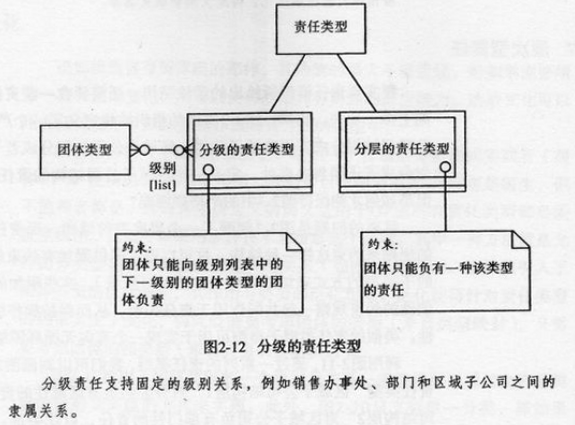 责任类型
团体类型
级别
[list]
分级的责任类型
分层的责任类型
约束:
团体只能向级别列表中的
下一级别的团体类型的团
体负责
约束:
团体只能负有一种该类型
的责任
图2-12 分级的责任类型
分级责任支持固定的级别关系，例如销售办事处、部门和区域子公司之间的
隶属关系。